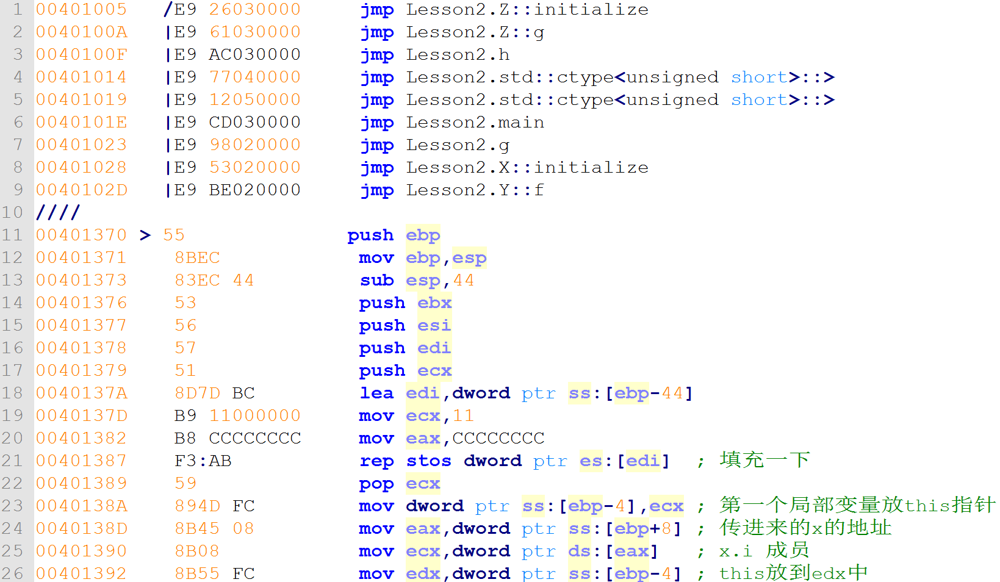 1 00401005 /E9 26030000 jmp Lesson2.Z::initialize
2 0040100A |E9 61030000 jmp Lesson2.Z::g
3 0040100F |E9 AC030000 jmp Lesson2.h
4 00401014 |E9 77040000 jmp Lesson2.std::ctype<unsigned short>::>
5 00401019 |E9 12050000 jmp Lesson2.std::ctype<unsigned short>::>
6 0040101E |E9 CD030000 jmp Lesson2.main
7 00401023 |E9 98020000 jmp Lesson2.g
8 00401028 |E9 53020000 jmp Lesson2.X::initialize
9 0040102D |E9 BE020000 jmp Lesson2.Y::f
10 ////
11 00401370 > 55 push ebp
12 00401371 8BEC mov ebp,esp
13 00401373 83EC 44 sub esp,44
14 00401376 53 push ebx
15 00401377 56 push esi
16 00401378 57 push edi
17 00401379 51 push ecx
18 0040137A 8D7D BC lea edi,dword ptr ss:[ebp-44]
19 0040137D B9 11000000 mov ecx,11
20 00401382 B8 CCCCCCCC mov eax,CCCCCCCC
21 00401387 F3:AB rep stos dword ptr es:[edi] ; 填充一下
22 00401389 59 pop ecx
23 0040138A 894D FC mov dword ptr ss:[ebp-4],ecx ; 第一个局部变量放this指针
24 0040138D 8B45 08 mov eax,dword ptr ss:[ebp+8] ; 传进来的x的地址
25 00401390 8B08 mov ecx,dword ptr ds:[eax] ; x.i 成员
26 00401392 8B55 FC mov edx,dword ptr ss:[ebp-4] ; this放到edx中